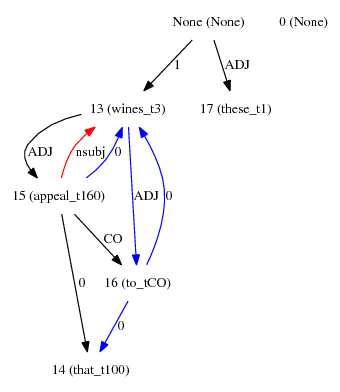 None (None) 0 (None)
1 ADJ
13 (wines_t3) 17 (these_t1)
ADJ nsubj 0
15 (appeal_t160) ADJ 0
CO
0 16 (to_tCO)
0
14 (that_t100)